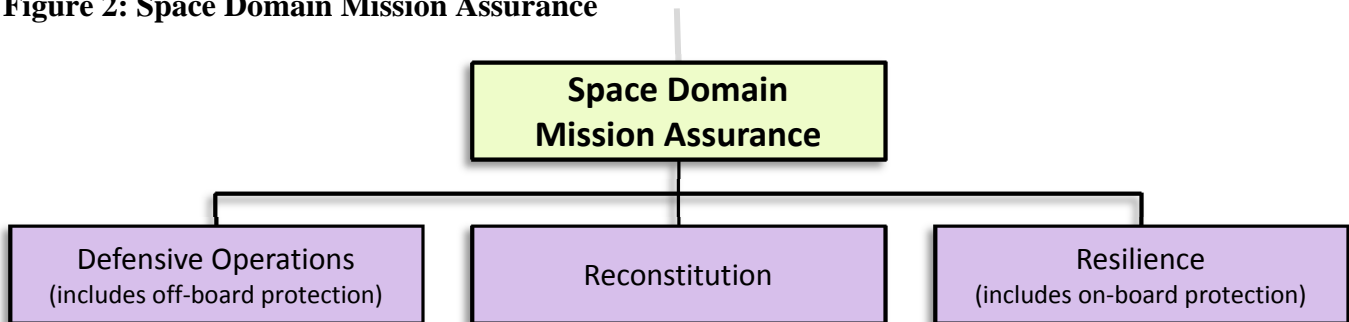 Figure 2: Space Domain Mission Assurance
Space Domain
Mission Assurance
Defensive Operations
(includes off-board protection)
Reconstitution
Resilience
(includes on-board protection)